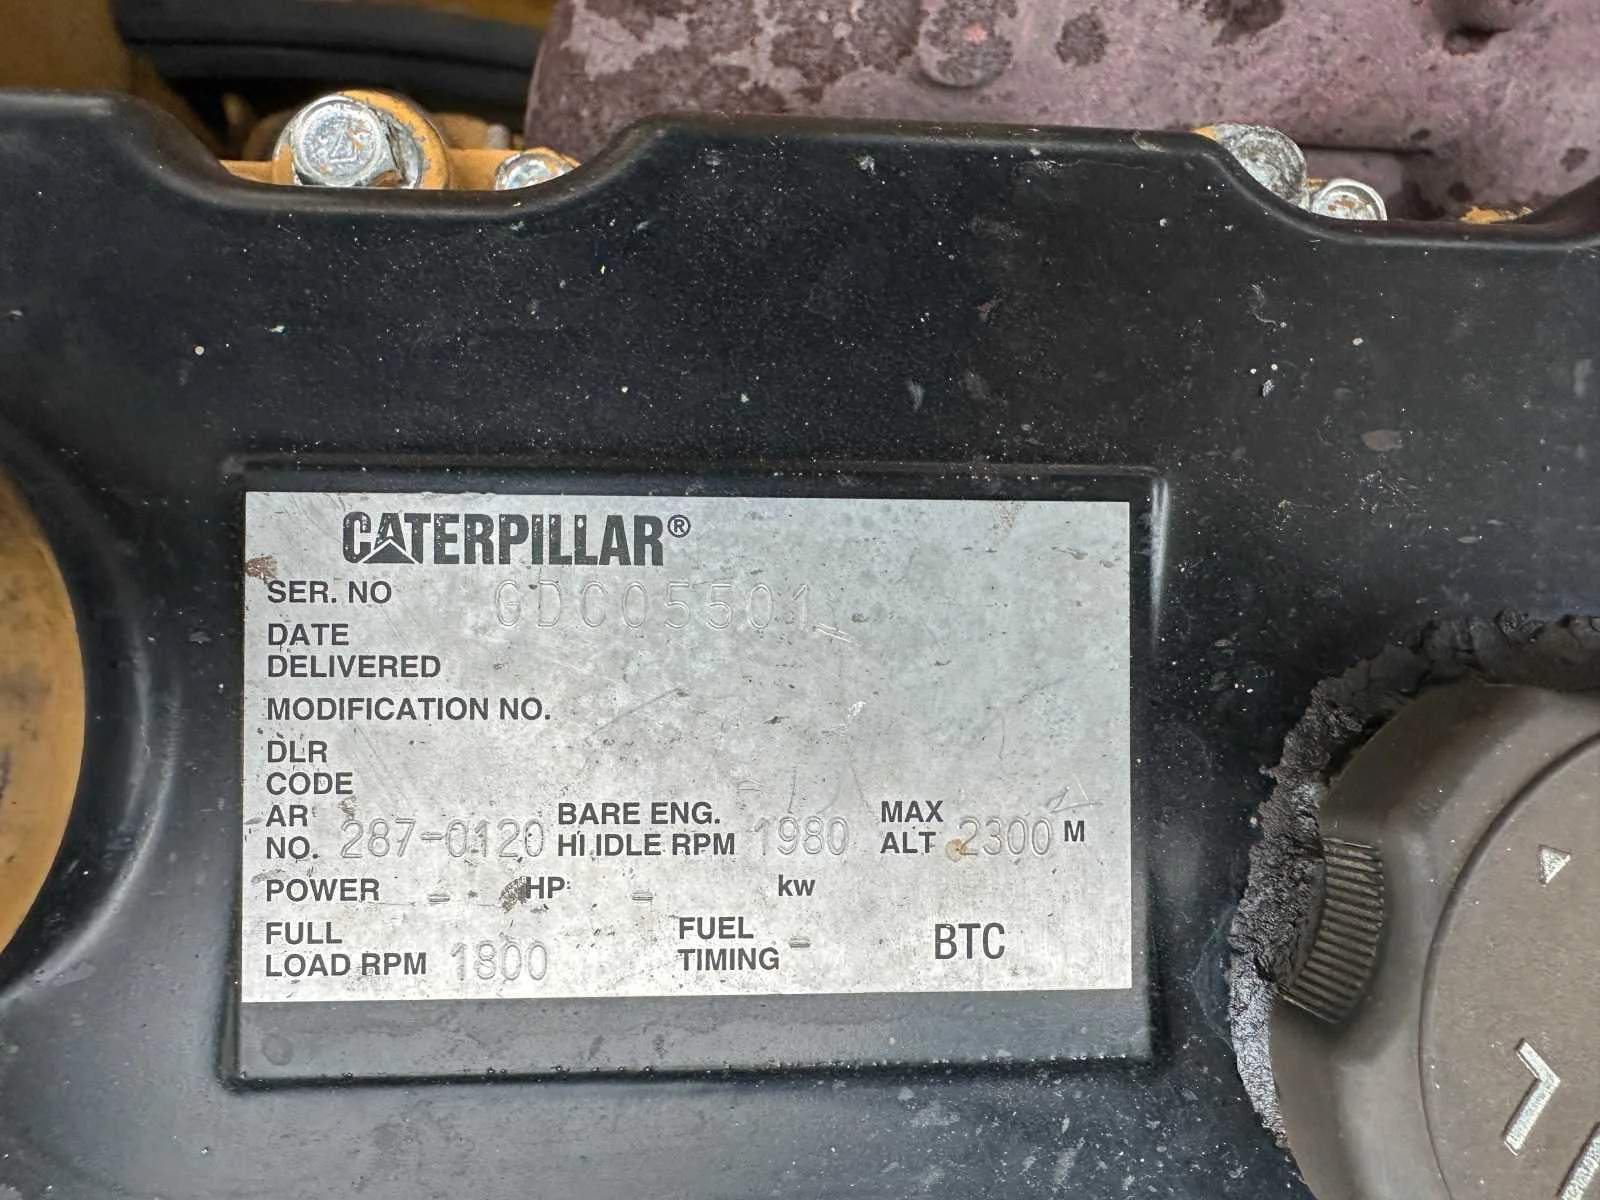 CATERPILLAR®
SER. NO GDC05501
DATE
DELIVERED
MODIFICATION NO.
DLR
CODE
AR
NO. 287-0120
BARE ENG.
HI IDLE RPM 1980
MAX
ALT 2300 M
POWER - HP - kw
FULL
LOAD RPM 1800
FUEL
TIMING -
BTC